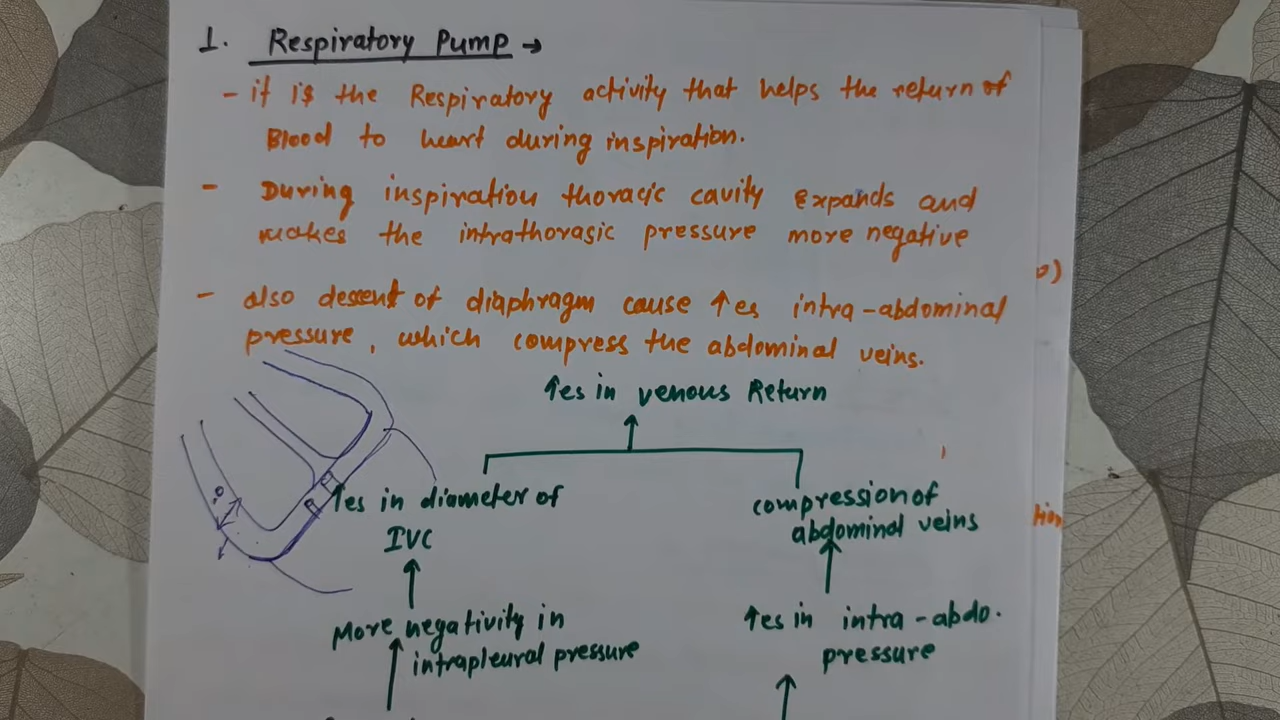 1. Respiratory Pump →
- it is the Respiratory activity that helps the return of
Blood to heart during inspiration.
- During inspiration thoracic cavity Expands and
makes the intrathorasic pressure more negative
- also descent of diaphragm cause ↑es intra-abdominal
pressure, which compress the abdominal veins.
↑es in venous Return
↑es in diameter of
IVC
compression of
abdominal veins
More negativity in
intrapleural pressure
↑es in intra-abdo.
pressure